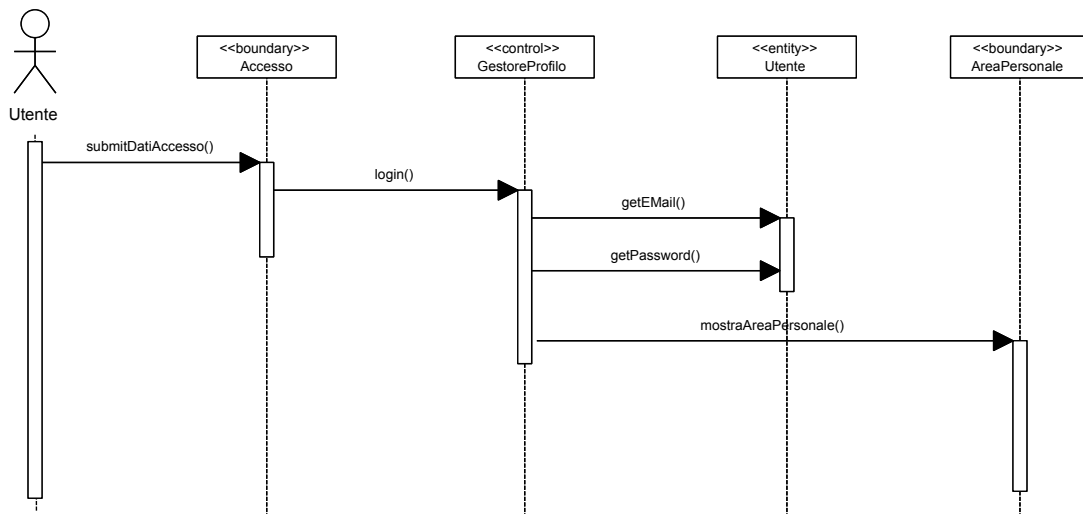 <<boundary>>
Accesso
<<control>>
GestoreProfilo
<<entity>>
Utente
<<boundary>>
AreaPersonale
Utente
submitDatiAccesso()
login()
getEMail()
getPassword()
mostraAreaPersonale()